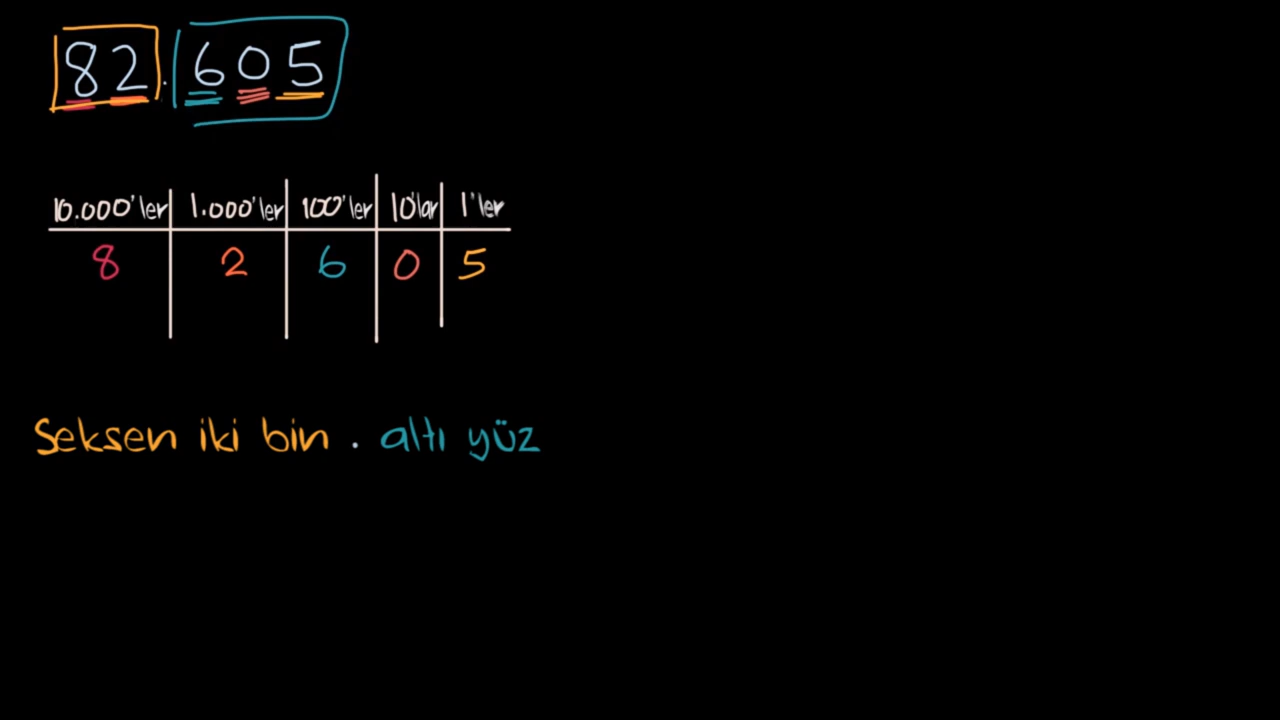 82.605
10.000'ler 1.000'ler 100'ler 10'lar 1'ler
8 2 6 0 5
Seksen iki bin . altı yüz